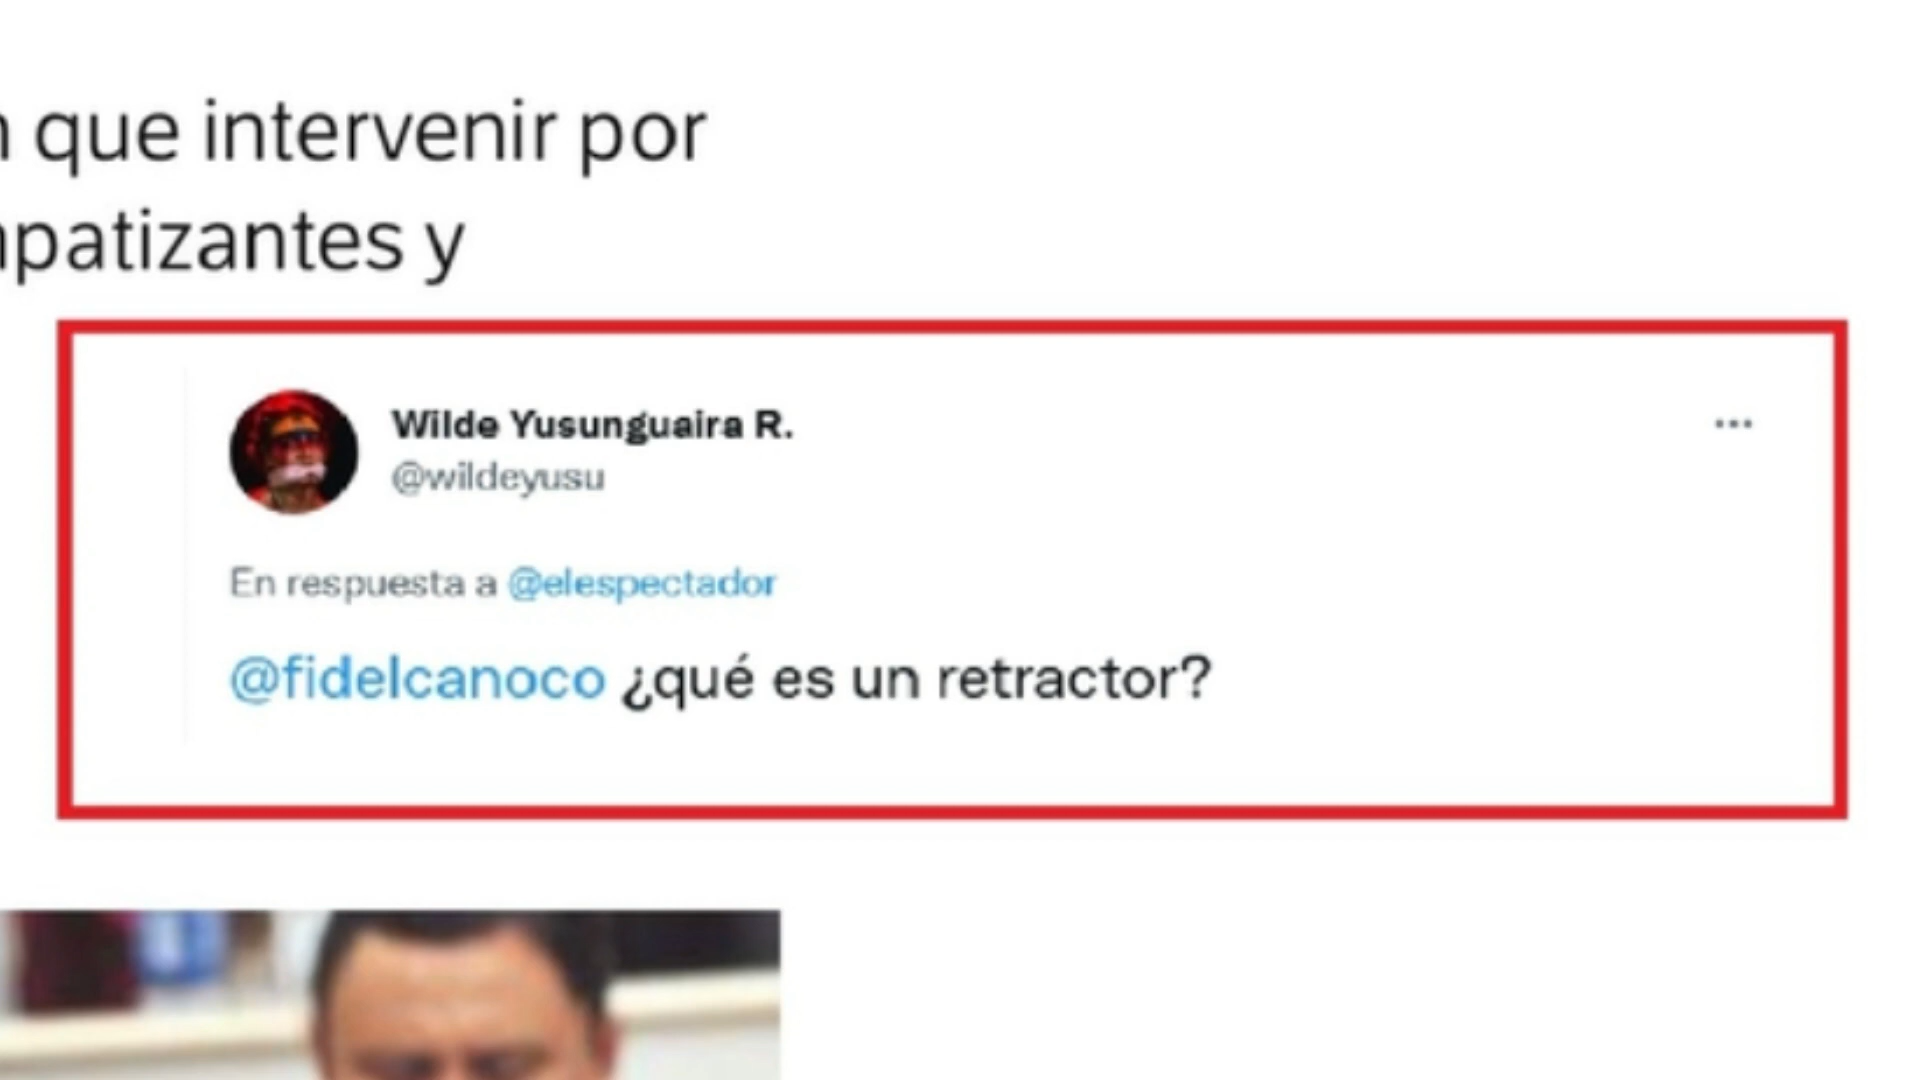 que intervenir por
patizantes y
Wilde Yusunguaira R.
@wildeyusu
En respuesta a @elespectador
@fidelcanoco ¿qué es un retractor?